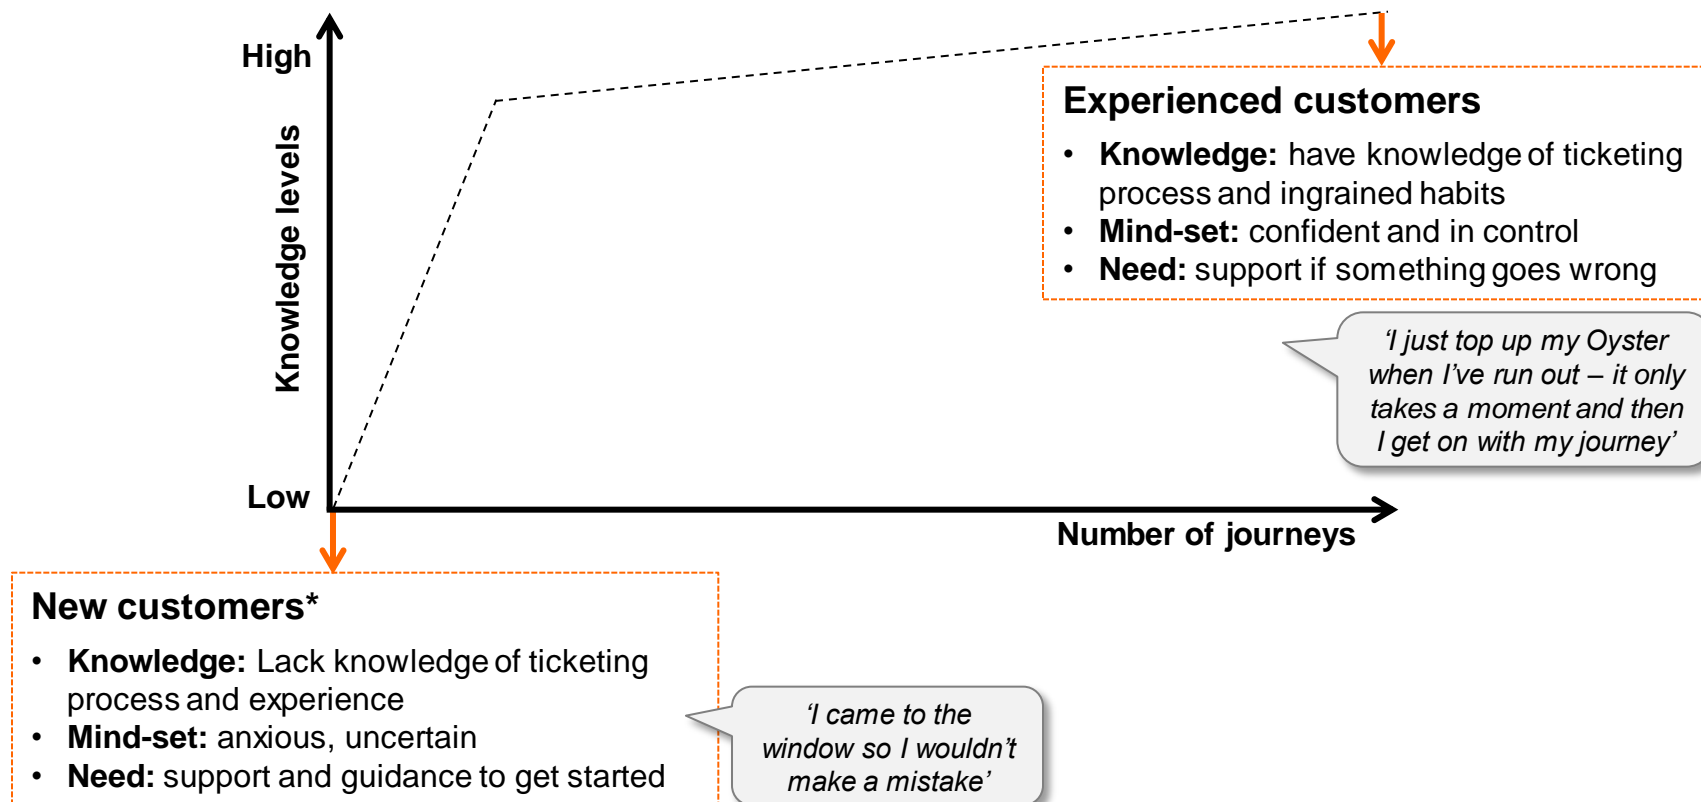 High
Knowledge levels
Low
Number of journeys
Experienced customers
• Knowledge: have knowledge of ticketing
process and ingrained habits
• Mind-set: confident and in control
• Need: support if something goes wrong
‘I just top up my Oyster
when I’ve run out – it only
takes a moment and then
I get on with my journey’
New customers*
• Knowledge: Lack knowledge of ticketing
process and experience
• Mind-set: anxious, uncertain
• Need: support and guidance to get started
‘I came to the
window so I wouldn’t
make a mistake’